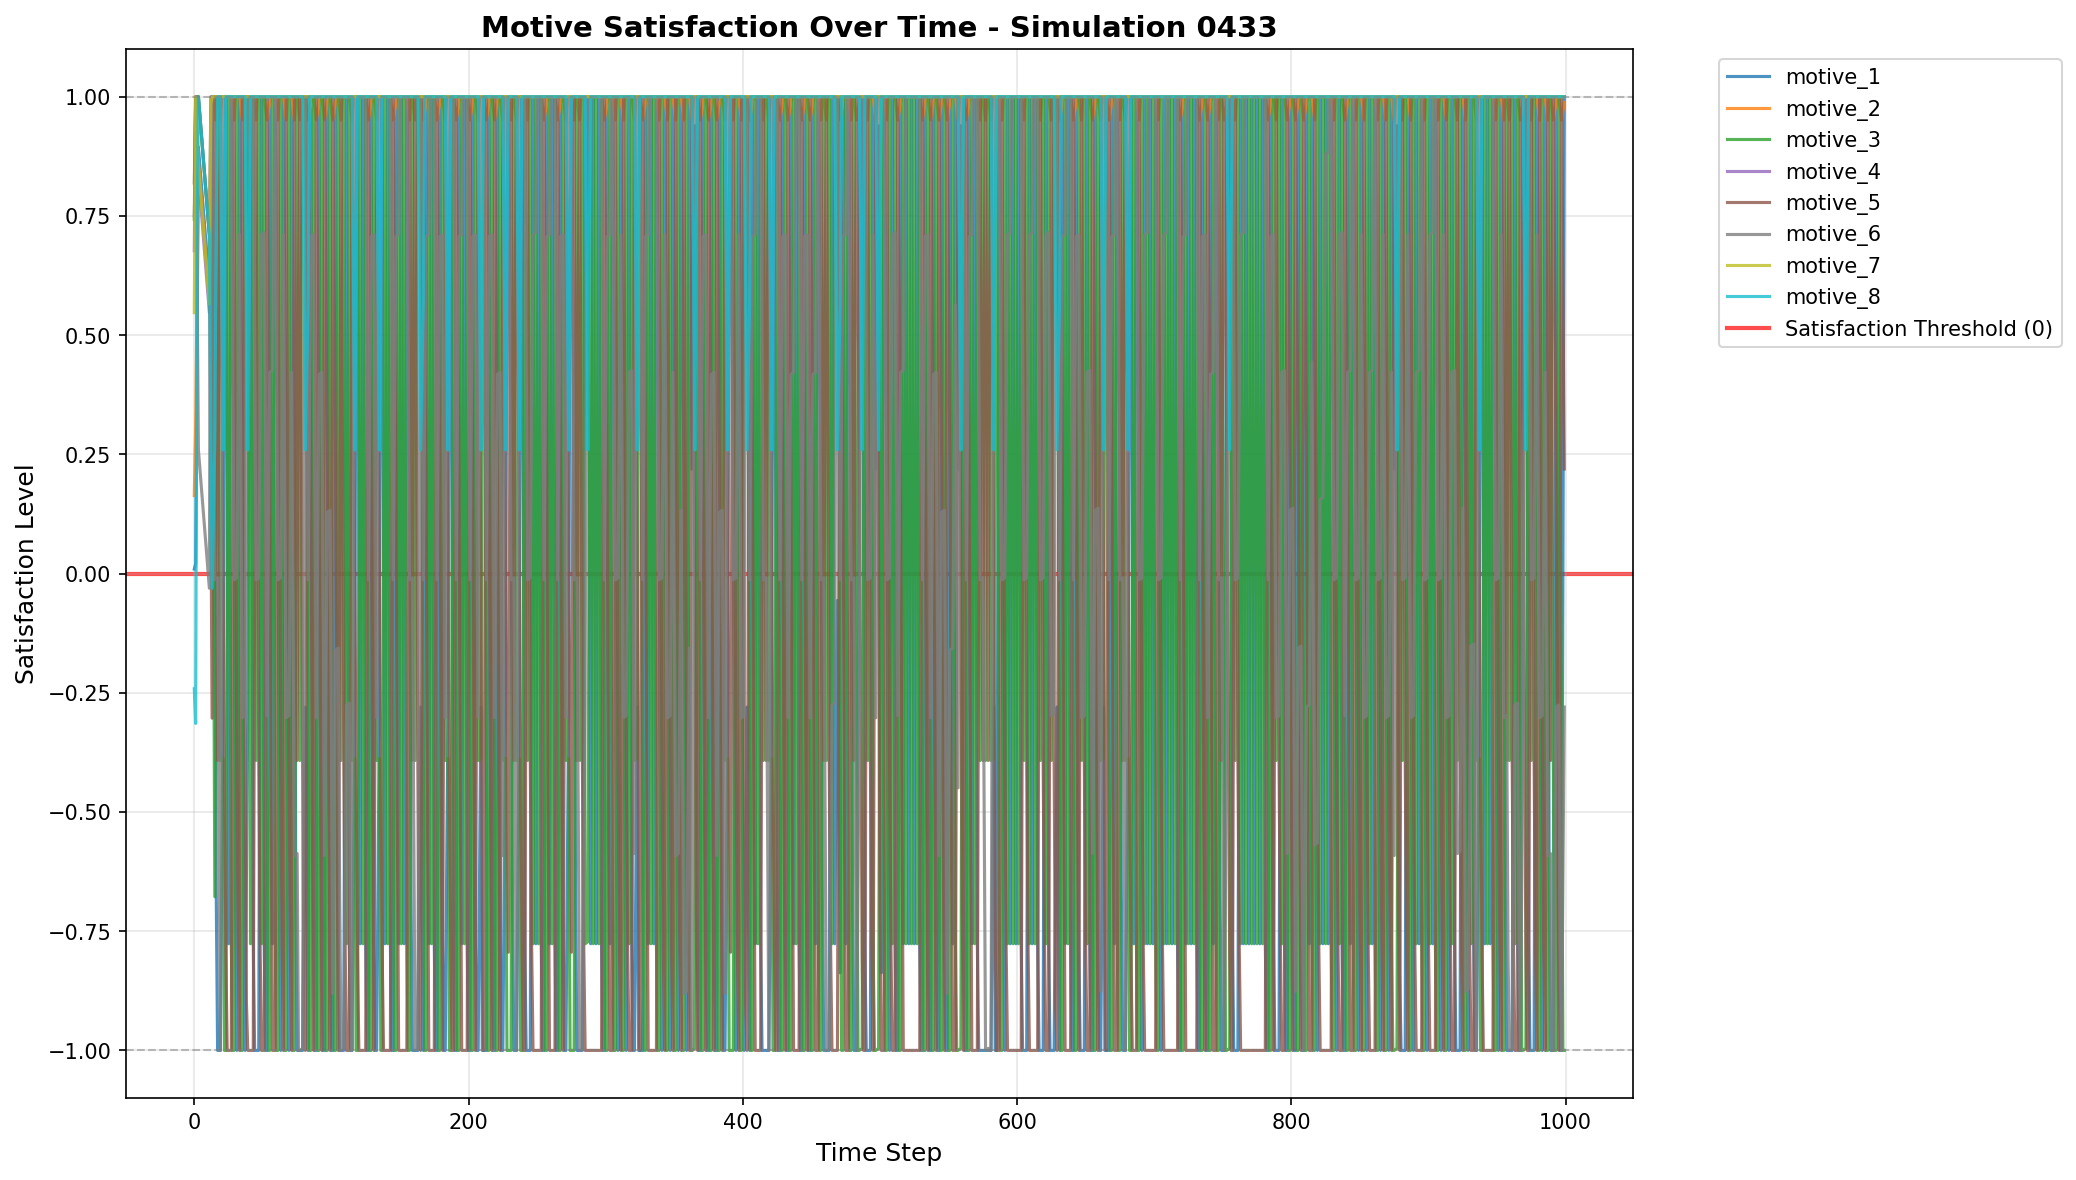 Motive Satisfaction Over Time - Simulation 0433
1.00
0.75
0.50
0.25
0.00
−0.25
−0.50
−0.75
−1.00
Satisfaction Level
0
200
400
600
800
1000
Time Step
motive_1
motive_2
motive_3
motive_4
motive_5
motive_6
motive_7
motive_8
Satisfaction Threshold (0)